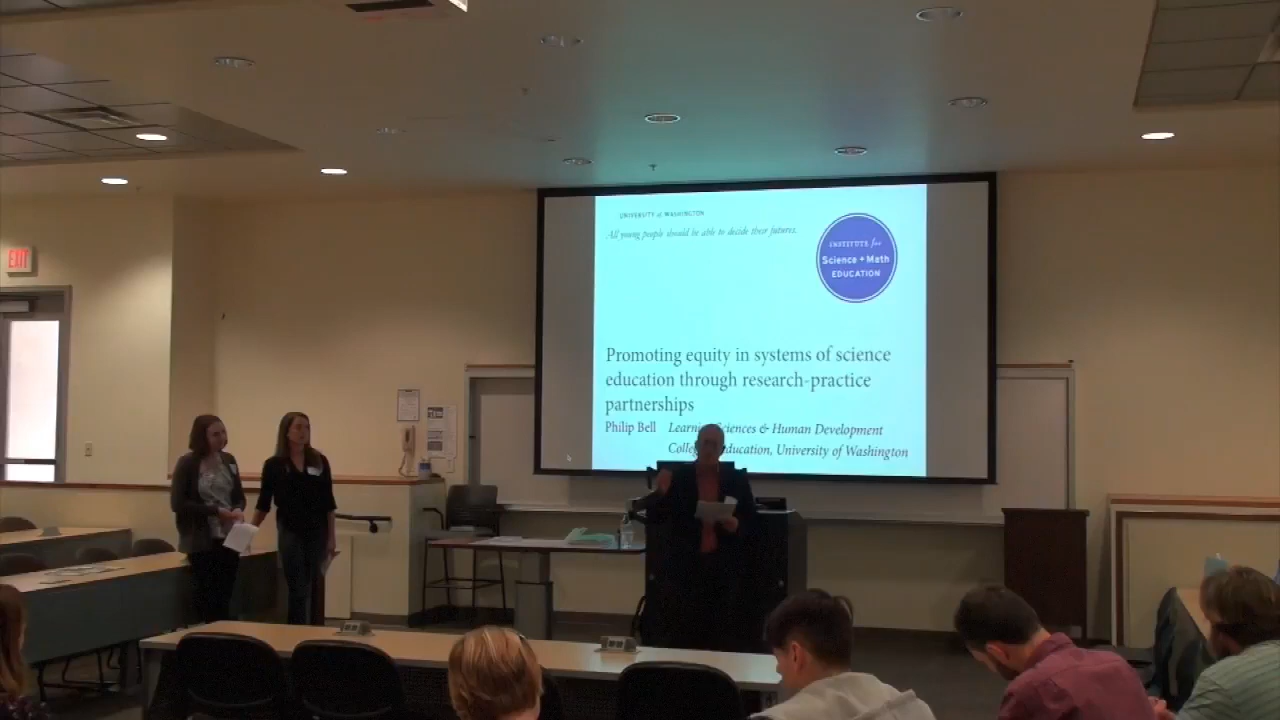 EXIT
UNIVERSITY of WASHINGTON
All young people should be able to decide their futures.
INSTITUTE for
Science + Math
EDUCATION
Promoting equity in systems of science
education through research-practice
partnerships
Philip Bell Learning Sciences & Human Development
College Education, University of Washington